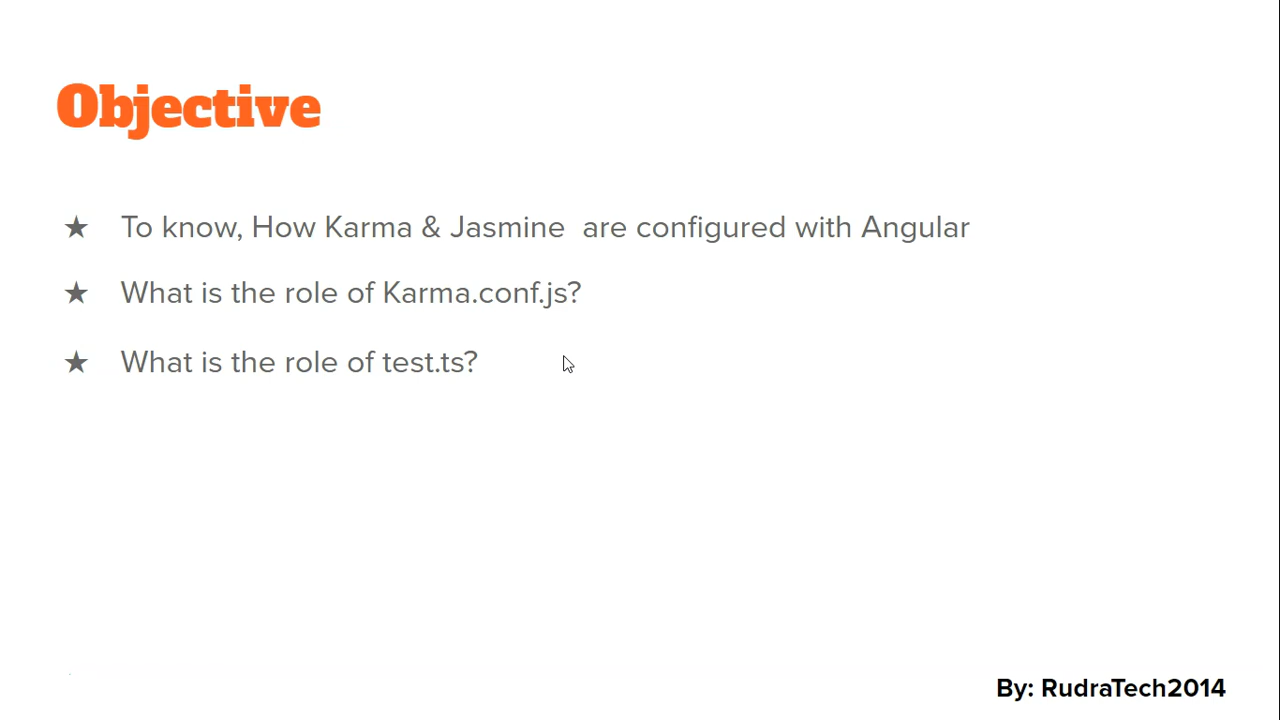 Objective
★ To know, How Karma & Jasmine  are configured with Angular
★ What is the role of Karma.conf.js?
★ What is the role of test.ts?
By: RudraTech2014